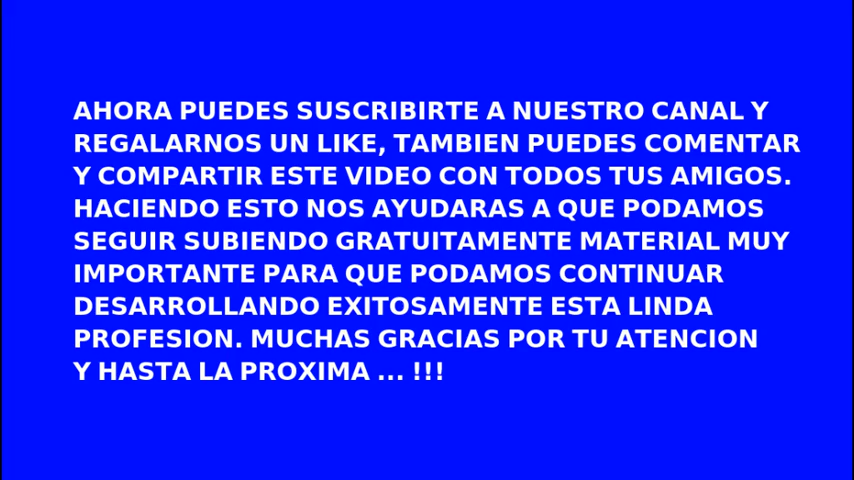 AHORA PUEDES SUSCRIBIRTE A NUESTRO CANAL Y
REGALARNOS UN LIKE, TAMBIEN PUEDES COMENTAR
Y COMPARTIR ESTE VIDEO CON TODOS TUS AMIGOS.
HACIENDO ESTO NOS AYUDARAS A QUE PODAMOS
SEGUIR SUBIENDO GRATUITAMENTE MATERIAL MUY
IMPORTANTE PARA QUE PODAMOS CONTINUAR
DESARROLLANDO EXITOSAMENTE ESTA LINDA
PROFESION. MUCHAS GRACIAS POR TU ATENCION
Y HASTA LA PROXIMA ... !!!